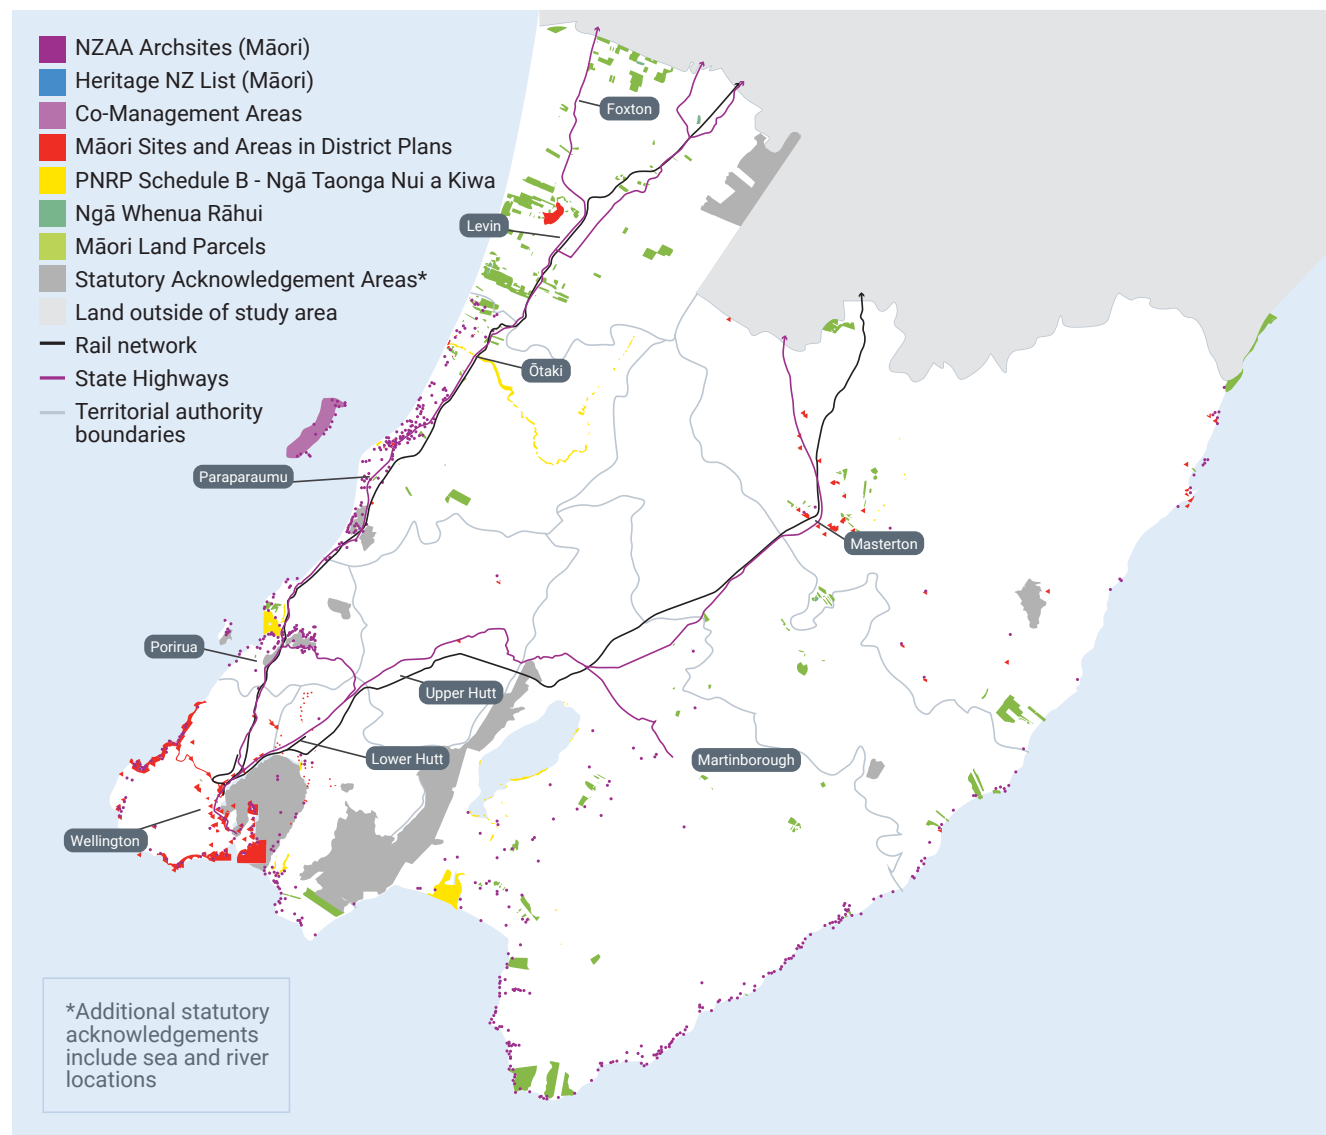 NZAA Archsites (Māori)
Heritage NZ List (Māori)
Co-Management Areas
Māori Sites and Areas in District Plans
PNRP Schedule B - Ngā Taonga Nui a Kiwa
Ngā Whenua Rāhui
Māori Land Parcels
Statutory Acknowledgement Areas*
Land outside of study area
Rail network
State Highways
Territorial authority
boundaries
Foxton
Levin
Ōtaki
Paraparaumu
Masterton
Porirua
Upper Hutt
Lower Hutt
Martinborough
Wellington
*Additional statutory
acknowledgements
include sea and river
locations